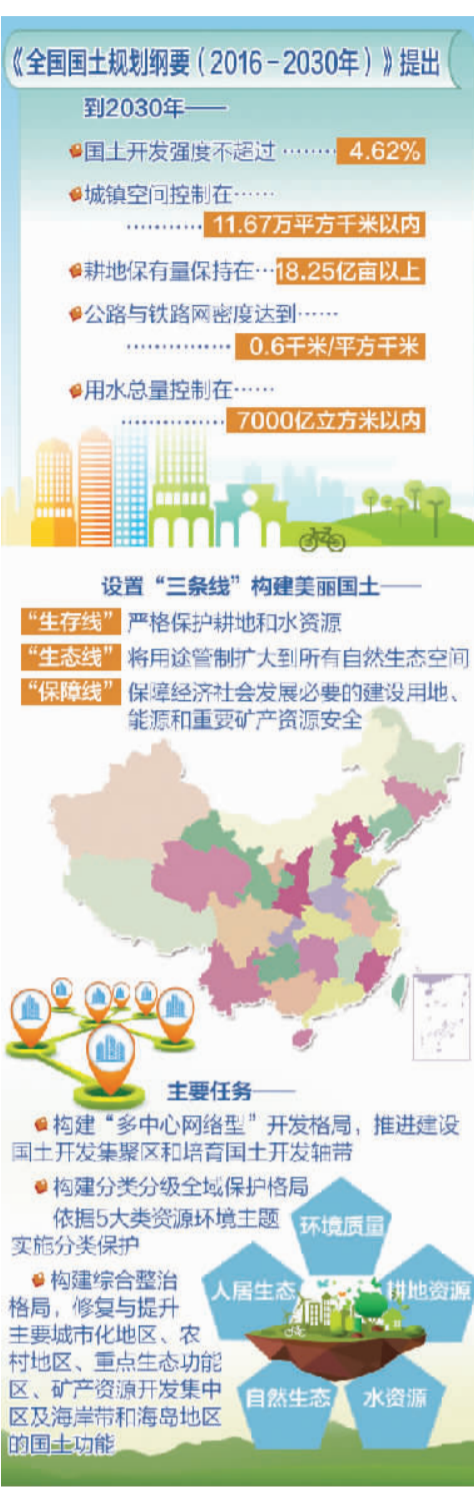 《全国国土规划纲要（2016－2030年）》提出
到2030年——
国土开发强度不超过 ········ 4.62%
城镇空间控制在······
··········· 11.67万平方千米以内
耕地保有量保持在···18.25亿亩以上
公路与铁路网密度达到······
··············· 0.6千米/平方千米
用水总量控制在······
··············· 7000亿立方米以内
设置“三条线”构建美丽国土——
“生存线” 严格保护耕地和水资源
“生态线” 将用途管制扩大到所有自然生态空间
“保障线” 保障经济社会发展必要的建设用地、
能源和重要矿产资源安全
主要任务——
构建“多中心网络型”开发格局，推进建设
国土开发集聚区和培育国土开发轴带
构建分类分级全域保护格局
依据5大类资源环境主题
实施分类保护
环境质量
人居生态
耕地资源
自然生态
水资源
构建综合整治
格局，修复与提升
主要城市化地区、农
村地区、重点生态功能
区、矿产资源开发集中
区及海岸带和海岛地区
的国土功能